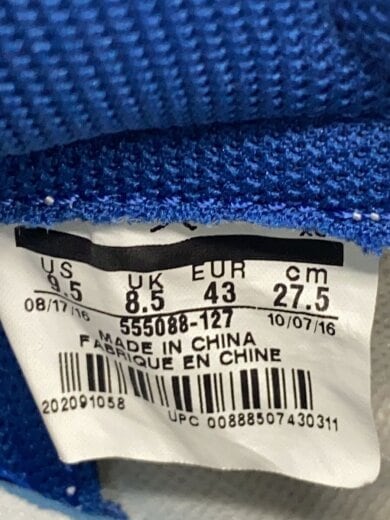 US UK EUR cm
9.5 8.5 43 27.5
08/17/16 555088-127 10/07/16
MADE IN CHINA
FABRIQUE EN CHINE
202091058 UPC 00888507430311